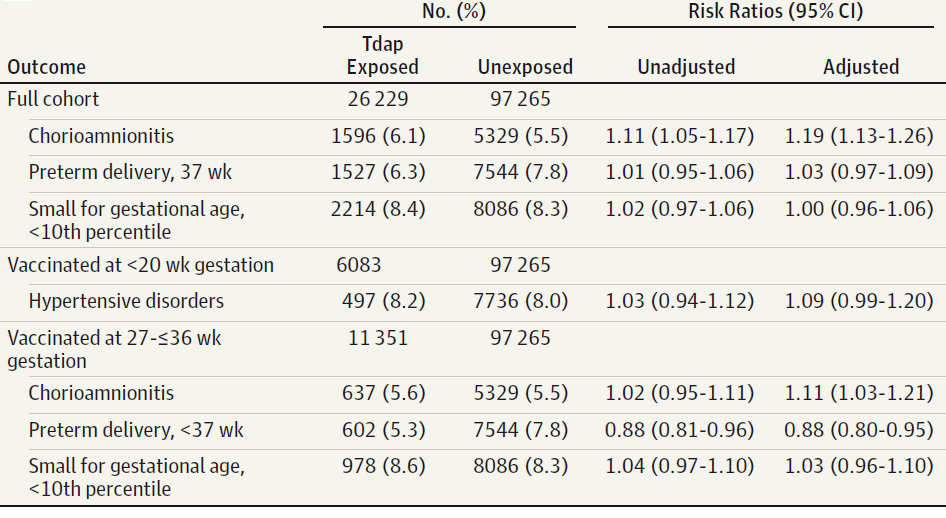 No. (%) Risk Ratios (95% CI)
Outcome Tdap Exposed Unexposed Unadjusted Adjusted
Full cohort 26 229 97 265
Chorioamnionitis 1596 (6.1) 5329 (5.5) 1.11 (1.05-1.17) 1.19 (1.13-1.26)
Preterm delivery, 37 wk 1527 (6.3) 7544 (7.8) 1.01 (0.95-1.06) 1.03 (0.97-1.09)
Small for gestational age, 2214 (8.4) 8086 (8.3) 1.02 (0.97-1.06) 1.00 (0.96-1.06)
<10th percentile
Vaccinated at <20 wk gestation 6083 97 265
Hypertensive disorders 497 (8.2) 7736 (8.0) 1.03 (0.94-1.12) 1.09 (0.99-1.20)
Vaccinated at 27-≤36 wk 11 351 97 265
gestation
Chorioamnionitis 637 (5.6) 5329 (5.5) 1.02 (0.95-1.11) 1.11 (1.03-1.21)
Preterm delivery, <37 wk 602 (5.3) 7544 (7.8) 0.88 (0.81-0.96) 0.88 (0.80-0.95)
Small for gestational age, 978 (8.6) 8086 (8.3) 1.04 (0.97-1.10) 1.03 (0.96-1.10)
<10th percentile